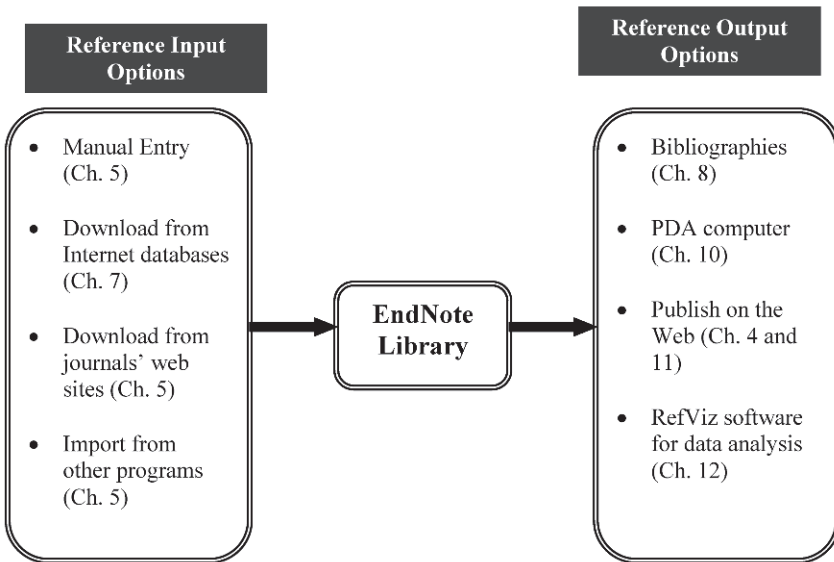 Reference Input
Options
• Manual Entry
(Ch. 5)
• Download from
Internet databases
(Ch. 7)
• Download from
journals’ web
sites (Ch. 5)
• Import from
other programs
(Ch. 5)
EndNote
Library
Reference Output
Options
• Bibliographies
(Ch. 8)
• PDA computer
(Ch. 10)
• Publish on the
Web (Ch. 4 and
11)
• RefViz software
for data analysis
(Ch. 12)